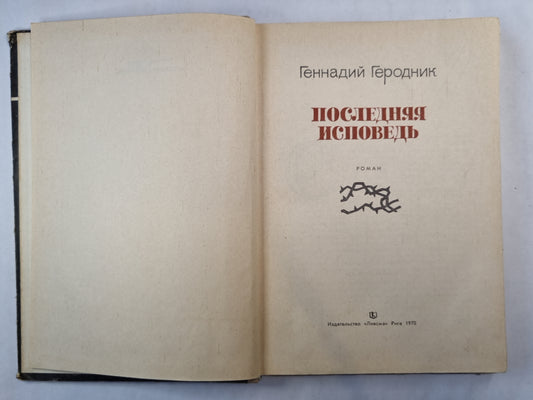 Геннадий Геродник
ПОСЛЕДНЯЯ
ИСПОВЕДЬ
РОМАН
Издательство «Лиесма» Рига 1970